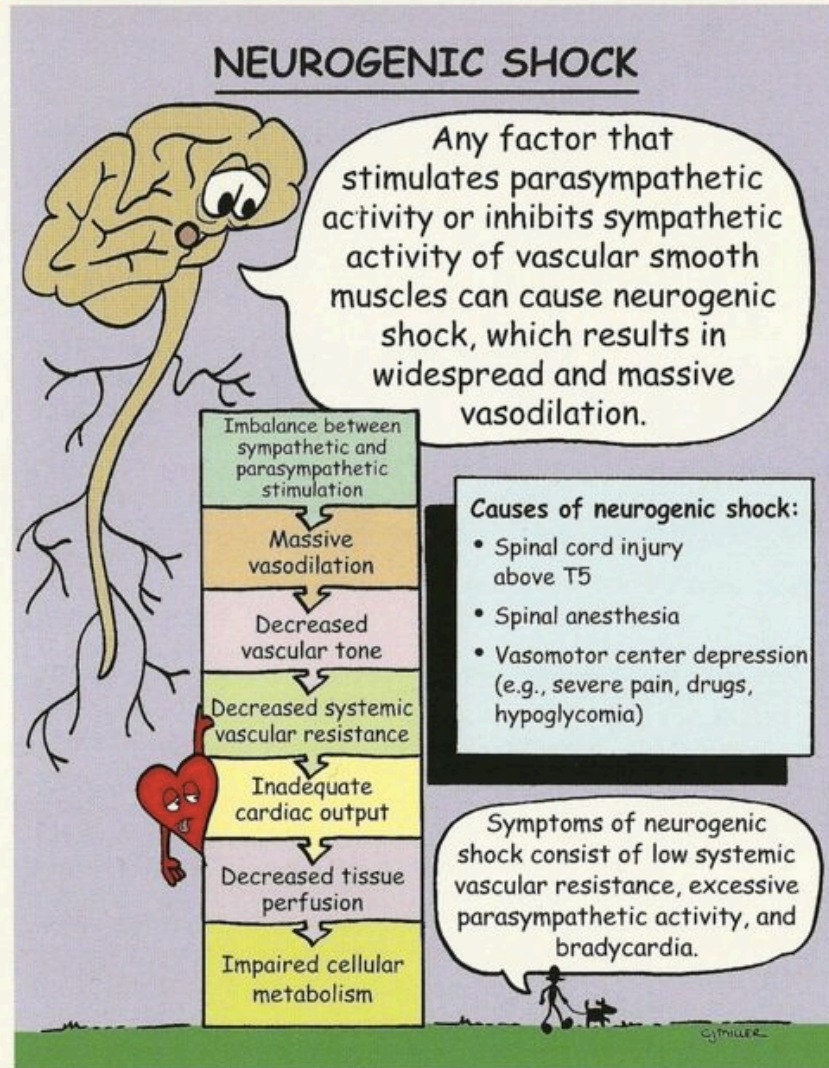 NEUROGENIC SHOCK
Any factor that
stimulates parasympathetic
activity or inhibits sympathetic
activity of vascular smooth
muscles can cause neurogenic
shock, which results in
widespread and massive
vasodilation.
Imbalance between
sympathetic and
parasympathetic
stimulation
Massive
vasodilation
Decreased
vascular tone
Decreased systemic
vascular resistance
Inadequate
cardiac output
Decreased tissue
perfusion
Impaired cellular
metabolism
Causes of neurogenic shock:
• Spinal cord injury
above T5
• Spinal anesthesia
• Vasomotor center depression
(e.g., severe pain, drugs,
hypoglycomia)
Symptoms of neurogenic
shock consist of low systemic
vascular resistance, excessive
parasympathetic activity, and
bradycardia.
CJMILLER